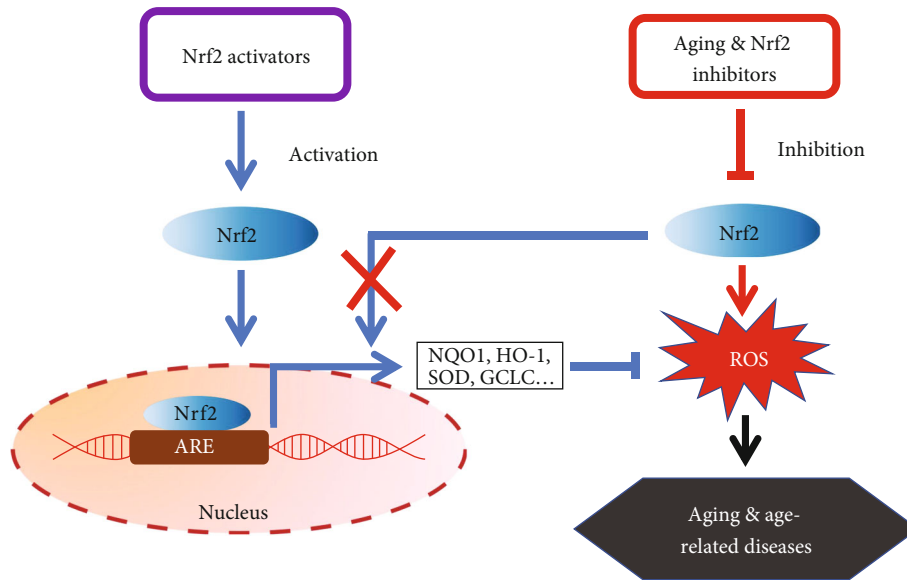 Nrf2 activators
Aging & Nrf2
inhibitors
Activation
Inhibition
Nrf2
Nrf2
NQO1, HO-1,
SOD, GCLC...
ROS
Nrf2
ARE
Nucleus
Aging & age-
related diseases